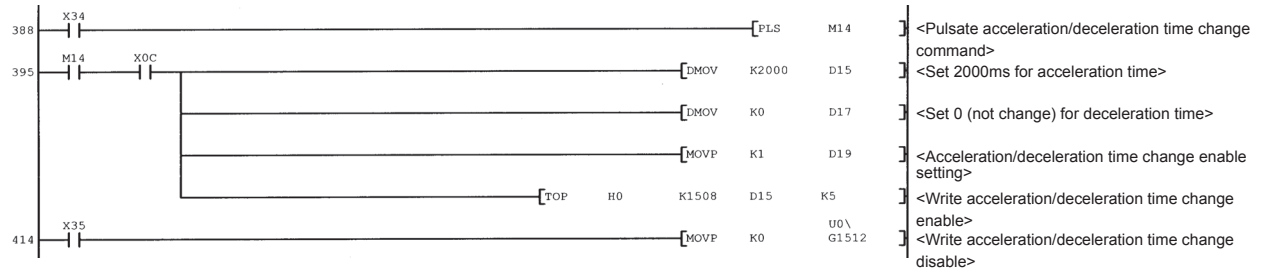 X34
388 [PLS M14 ] <Pulsate acceleration/deceleration time change
command>
M14 X0C
395 [DMOV K2000 D15 ] <Set 2000ms for acceleration time>
[DMOV K0 D17 ] <Set 0 (not change) for deceleration time>
[MOVP K1 D19 ] <Acceleration/deceleration time change enable
setting>
[TOP H0 K1508 D15 K5 ] <Write acceleration/deceleration time change
enable>
X35 U0\
414 [MOVP K0 G1512 ] <Write acceleration/deceleration time change
disable>